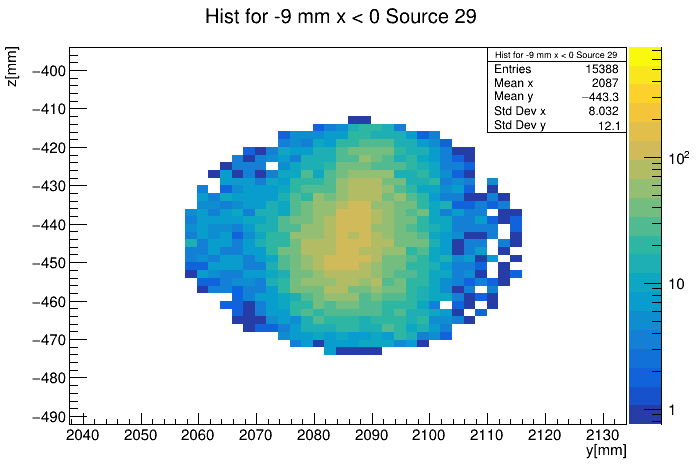 Hist for -9 mm x < 0 Source 29
z[mm]
Hist for -9 mm x < 0 Source 29
Entries 15388
Mean x 2087
Mean y −443.3
Std Dev x 8.032
Std Dev y 12.1
−400
−410
−420
−430
−440
−450
−460
−470
−480
−490
10²
10
1
2040 2050 2060 2070 2080 2090 2100 2110 2120 2130
y[mm]